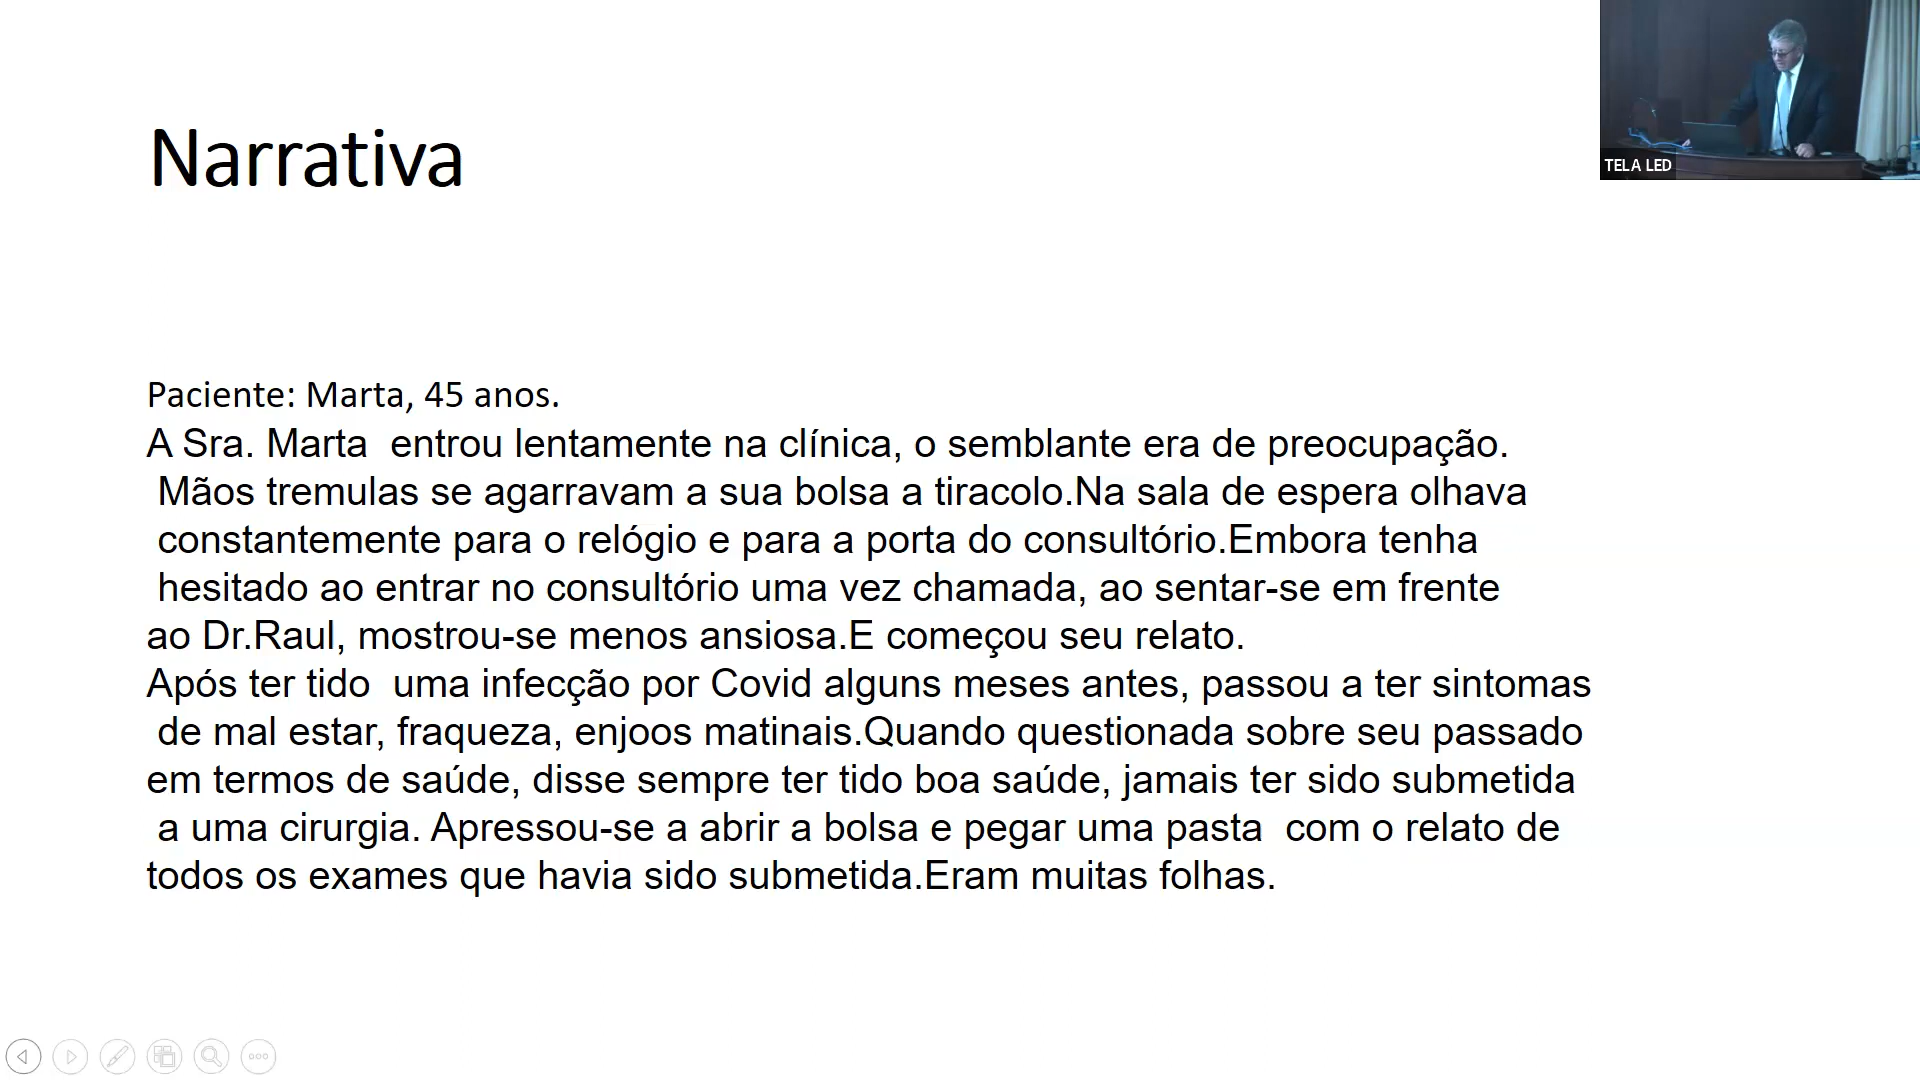 TELA LED
Narrativa
Paciente: Marta, 45 anos.
A Sra. Marta  entrou lentamente na clínica, o semblante era de preocupação.
Mãos tremulas se agarravam a sua bolsa a tiracolo.Na sala de espera olhava
constantemente para o relógio e para a porta do consultório.Embora tenha
hesitado ao entrar no consultório uma vez chamada, ao sentar-se em frente
ao Dr.Raul, mostrou-se menos ansiosa.E começou seu relato.
Após ter tido  uma infecção por Covid alguns meses antes, passou a ter sintomas
de mal estar, fraqueza, enjoos matinais.Quando questionada sobre seu passado
em termos de saúde, disse sempre ter tido boa saúde, jamais ter sido submetida
a uma cirurgia. Apressou-se a abrir a bolsa e pegar uma pasta  com o relato de
todos os exames que havia sido submetida.Eram muitas folhas.